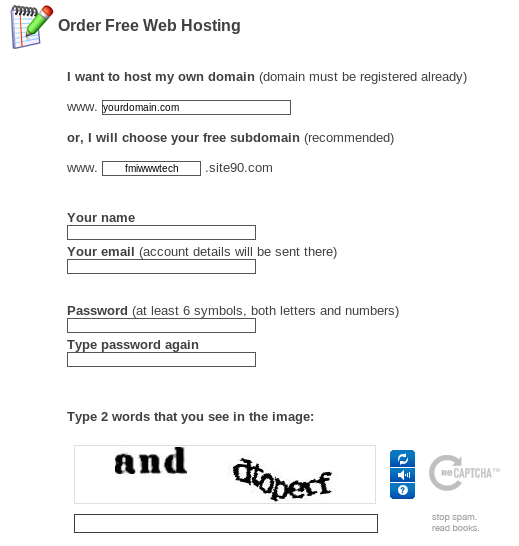 Order Free Web Hosting
I want to host my own domain (domain must be registered already)
www. yourdomain.com
or, I will choose your free subdomain (recommended)
www. fmiwwwtech .site90.com
Your name
Your email (account details will be sent there)
Password (at least 6 symbols, both letters and numbers)
Type password again
Type 2 words that you see in the image:
and dtoperf
reCAPTCHA™
stop spam.
read books.